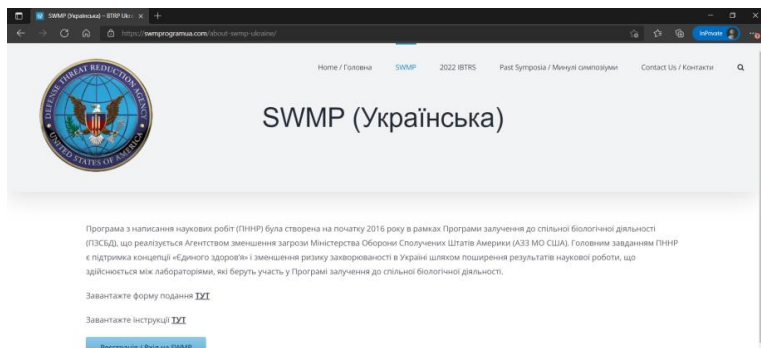 SWMP (Українська) – BTRP Ukr
https://swmprogramua.com/about-swmp-ukraine/
InPrivate
Home / Головна SWMP 2022 IBTRS Past Symposia / Минулі симпозіуми Contact Us / Контакти
DEFENSE THREAT REDUCTION AGENCY
UNITED STATES OF AMERICA
SWMP (Українська)
Програма з написання наукових робіт (ПННР) була створена на початку 2016 року в рамках Програми залучення до спільної біологічної діяльності
(ПЗСБД), що реалізується Агентством зменшення загрози Міністерства Оборони Сполучених Штатів Америки (АЗЗ МО США). Головним завданням ПННР
є підтримка концепції «Єдиного здоров'я» і зменшення ризику захворюваності в Україні шляхом поширення результатів наукової роботи, що
здійснюється між лабораторіями, які беруть участь у Програмі залучення до спільної біологічної діяльності.
Завантажте форму подання ТУТ
Завантажте інструкції ТУТ
Реєстрація / Вхід на SWMP